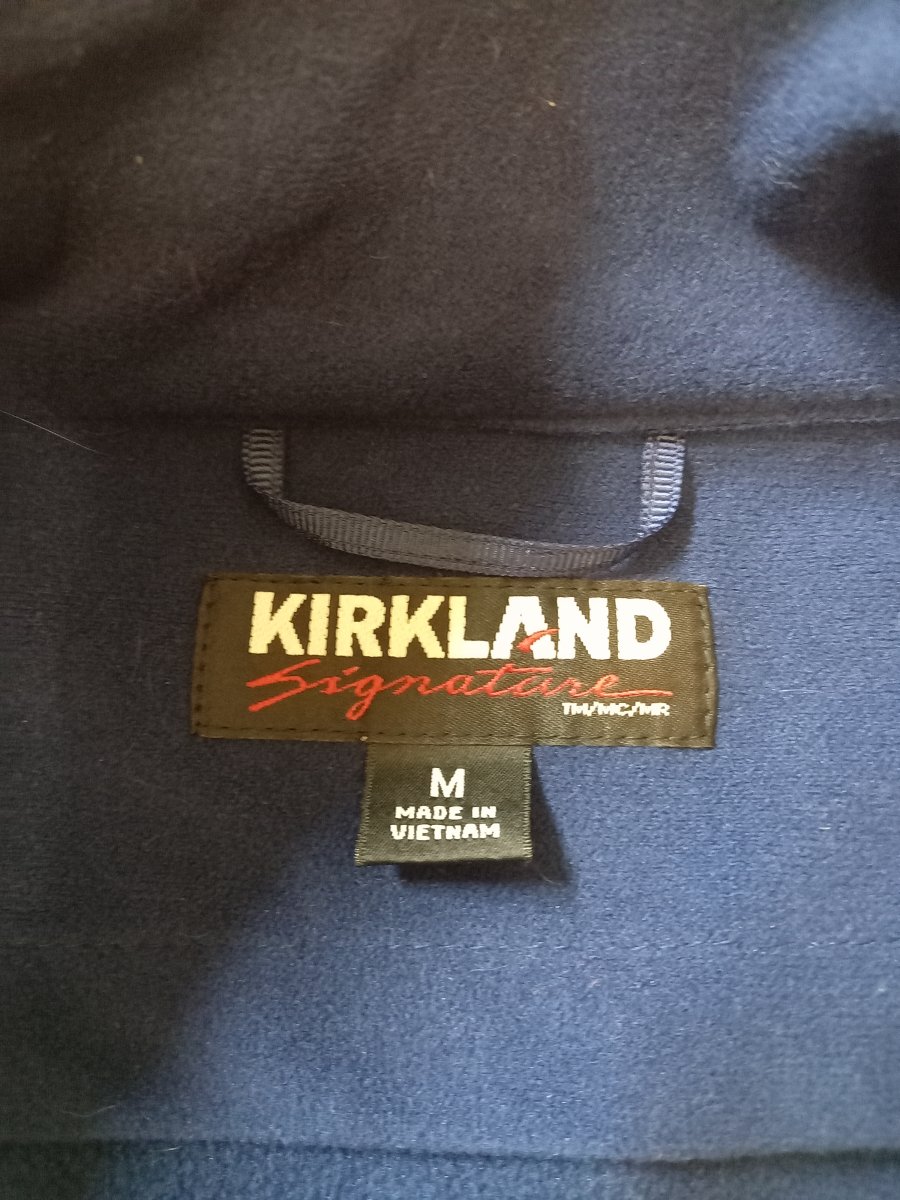 KIRKLAND
Signature
TM/MC/MR
M
MADE IN
VIETNAM